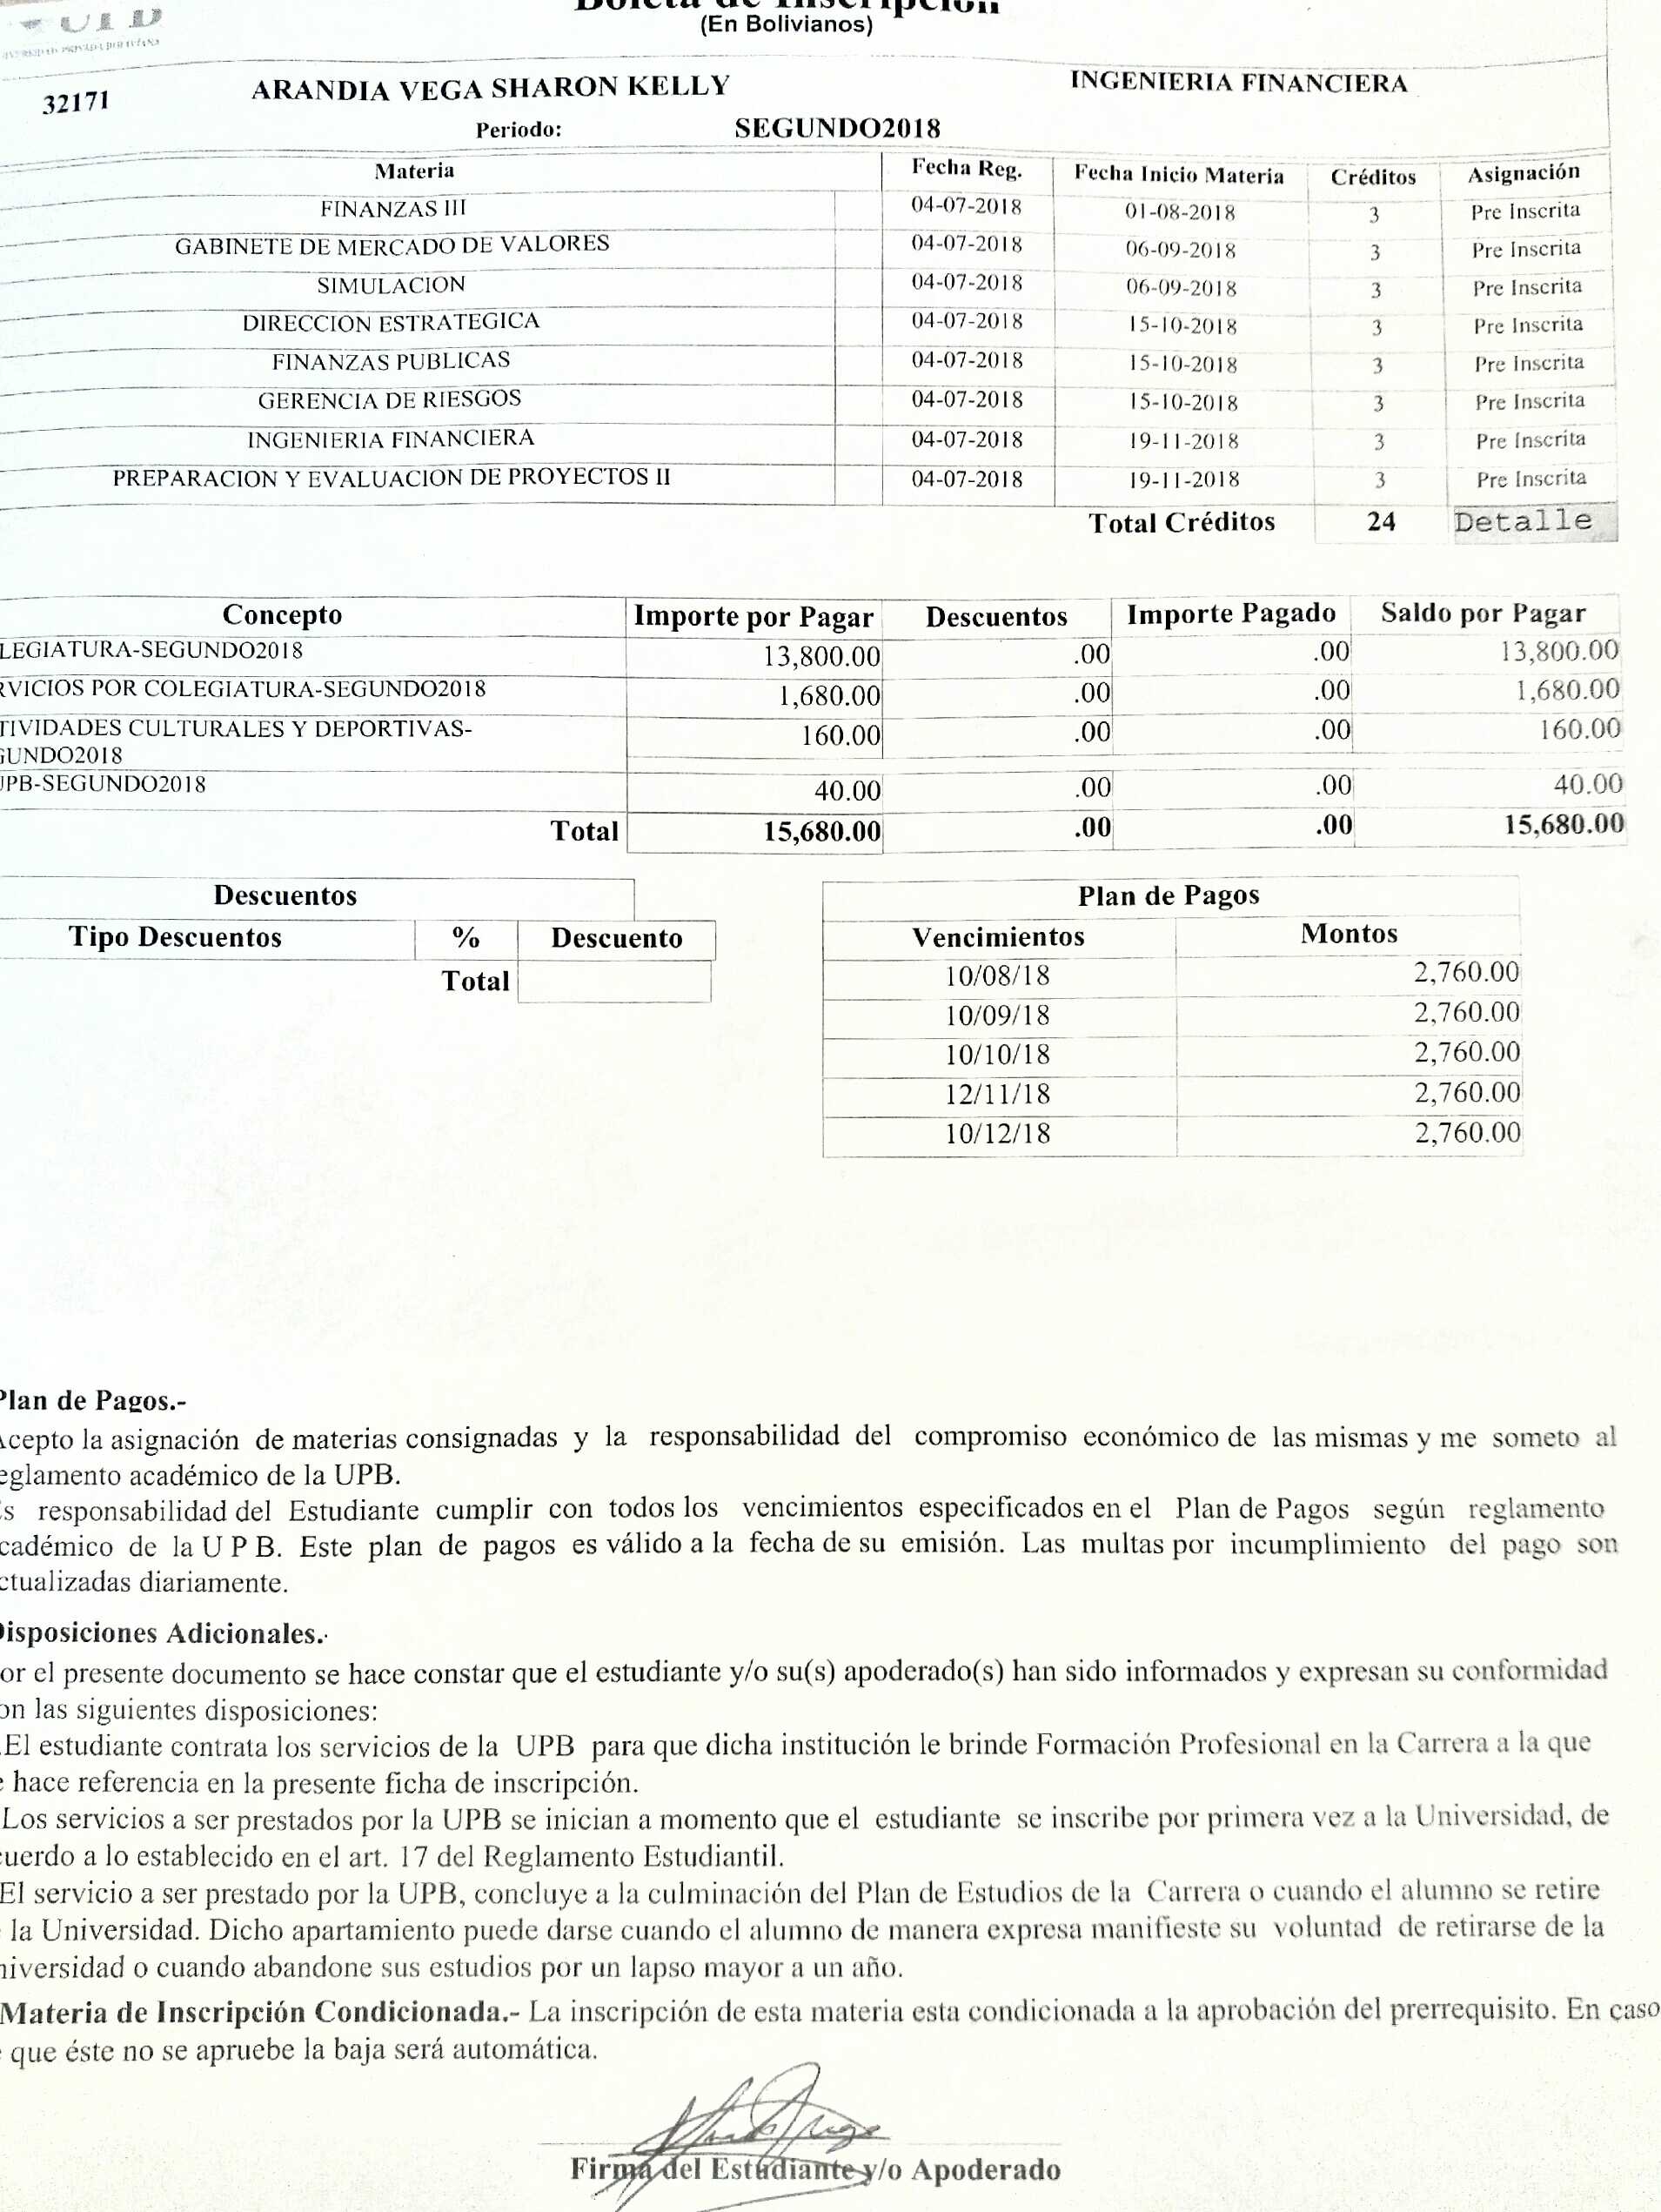 Boleta de Inscripción
(En Bolivianos)
UPB
UNIVERSIDAD PRIVADA BOLIVIANA
32171 ARANDIA VEGA SHARON KELLY INGENIERIA FINANCIERA
Periodo: SEGUNDO2018
Materia Fecha Reg. Fecha Inicio Materia Créditos Asignación
FINANZAS III 04-07-2018 01-08-2018 3 Pre Inscrita
GABINETE DE MERCADO DE VALORES 04-07-2018 06-09-2018 3 Pre Inscrita
SIMULACION 04-07-2018 06-09-2018 3 Pre Inscrita
DIRECCION ESTRATEGICA 04-07-2018 15-10-2018 3 Pre Inscrita
FINANZAS PUBLICAS 04-07-2018 15-10-2018 3 Pre Inscrita
GERENCIA DE RIESGOS 04-07-2018 15-10-2018 3 Pre Inscrita
INGENIERIA FINANCIERA 04-07-2018 19-11-2018 3 Pre Inscrita
PREPARACION Y EVALUACION DE PROYECTOS II 04-07-2018 19-11-2018 3 Pre Inscrita
Total Créditos 24 Detalle
Concepto Importe por Pagar Descuentos Importe Pagado Saldo por Pagar
LEGIATURA-SEGUNDO2018 13,800.00 .00 .00 13,800.00
RVICIOS POR COLEGIATURA-SEGUNDO2018 1,680.00 .00 .00 1,680.00
TIVIDADES CULTURALES Y DEPORTIVAS- 160.00 .00 .00 160.00
GUNDO2018
UPB-SEGUNDO2018 40.00 .00 .00 40.00
Total 15,680.00 .00 .00 15,680.00
Descuentos
Tipo Descuentos % Descuento
Total
Plan de Pagos
Vencimientos Montos
10/08/18 2,760.00
10/09/18 2,760.00
10/10/18 2,760.00
12/11/18 2,760.00
10/12/18 2,760.00
Plan de Pagos.-
Acepto la asignación de materias consignadas y la responsabilidad del compromiso económico de las mismas y me someto al
eglamento académico de la UPB.
Es responsabilidad del Estudiante cumplir con todos los vencimientos especificados en el Plan de Pagos según reglamento
cadémico de la U P B. Este plan de pagos es válido a la fecha de su emisión. Las multas por incumplimiento del pago son
ctualizadas diariamente.
Disposiciones Adicionales.-
or el presente documento se hace constar que el estudiante y/o su(s) apoderado(s) han sido informados y expresan su conformidad
on las siguientes disposiciones:
.El estudiante contrata los servicios de la UPB para que dicha institución le brinde Formación Profesional en la Carrera a la que
e hace referencia en la presente ficha de inscripción.
Los servicios a ser prestados por la UPB se inician a momento que el estudiante se inscribe por primera vez a la Universidad, de
cuerdo a lo establecido en el art. 17 del Reglamento Estudiantil.
El servicio a ser prestado por la UPB, concluye a la culminación del Plan de Estudios de la Carrera o cuando el alumno se retire
la Universidad. Dicho apartamiento puede darse cuando el alumno de manera expresa manifieste su voluntad de retirarse de la
niversidad o cuando abandone sus estudios por un lapso mayor a un año.
Materia de Inscripción Condicionada.- La inscripción de esta materia esta condicionada a la aprobación del prerrequisito. En caso
e que éste no se apruebe la baja será automática.
Firma del Estudiante y/o Apoderado